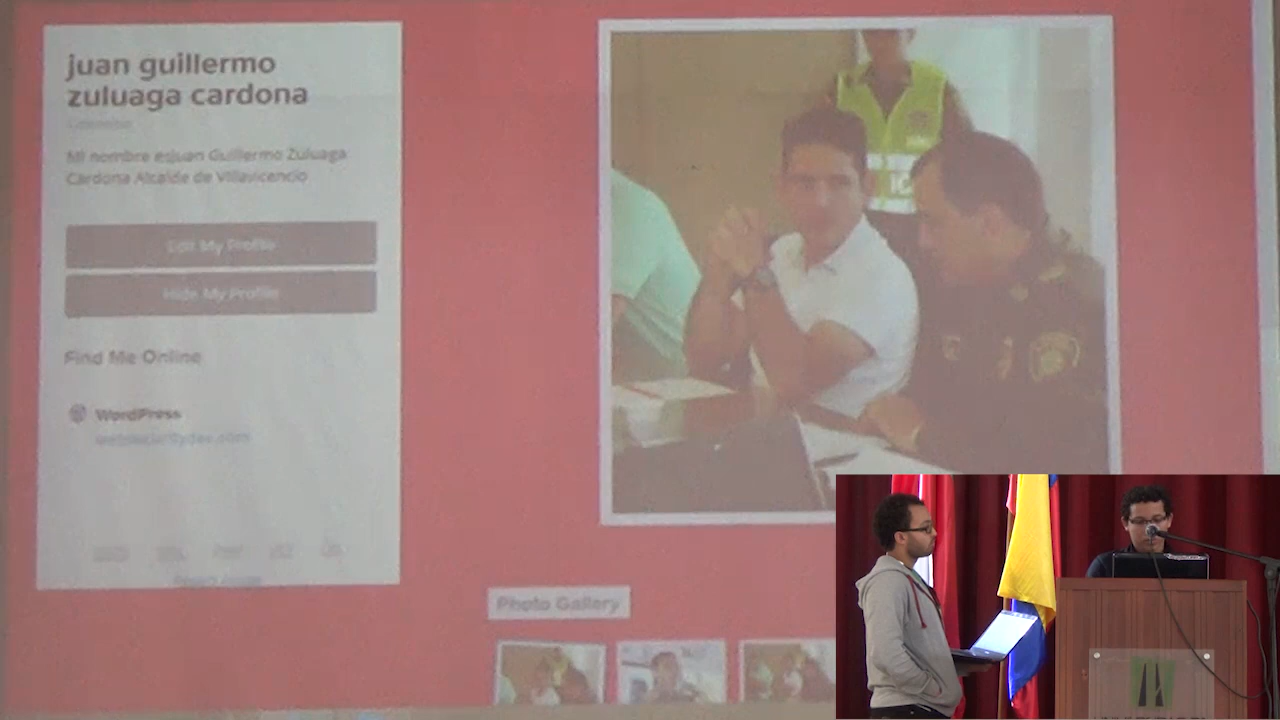 juan guillermo
zuluaga cardona
Mi nombre esjuan Guillermo Zuluaga
Cardona Alcalde de Villavicencio
Edit My Profile
Hide My Profile
Find Me Online
WordPress
Photo Gallery